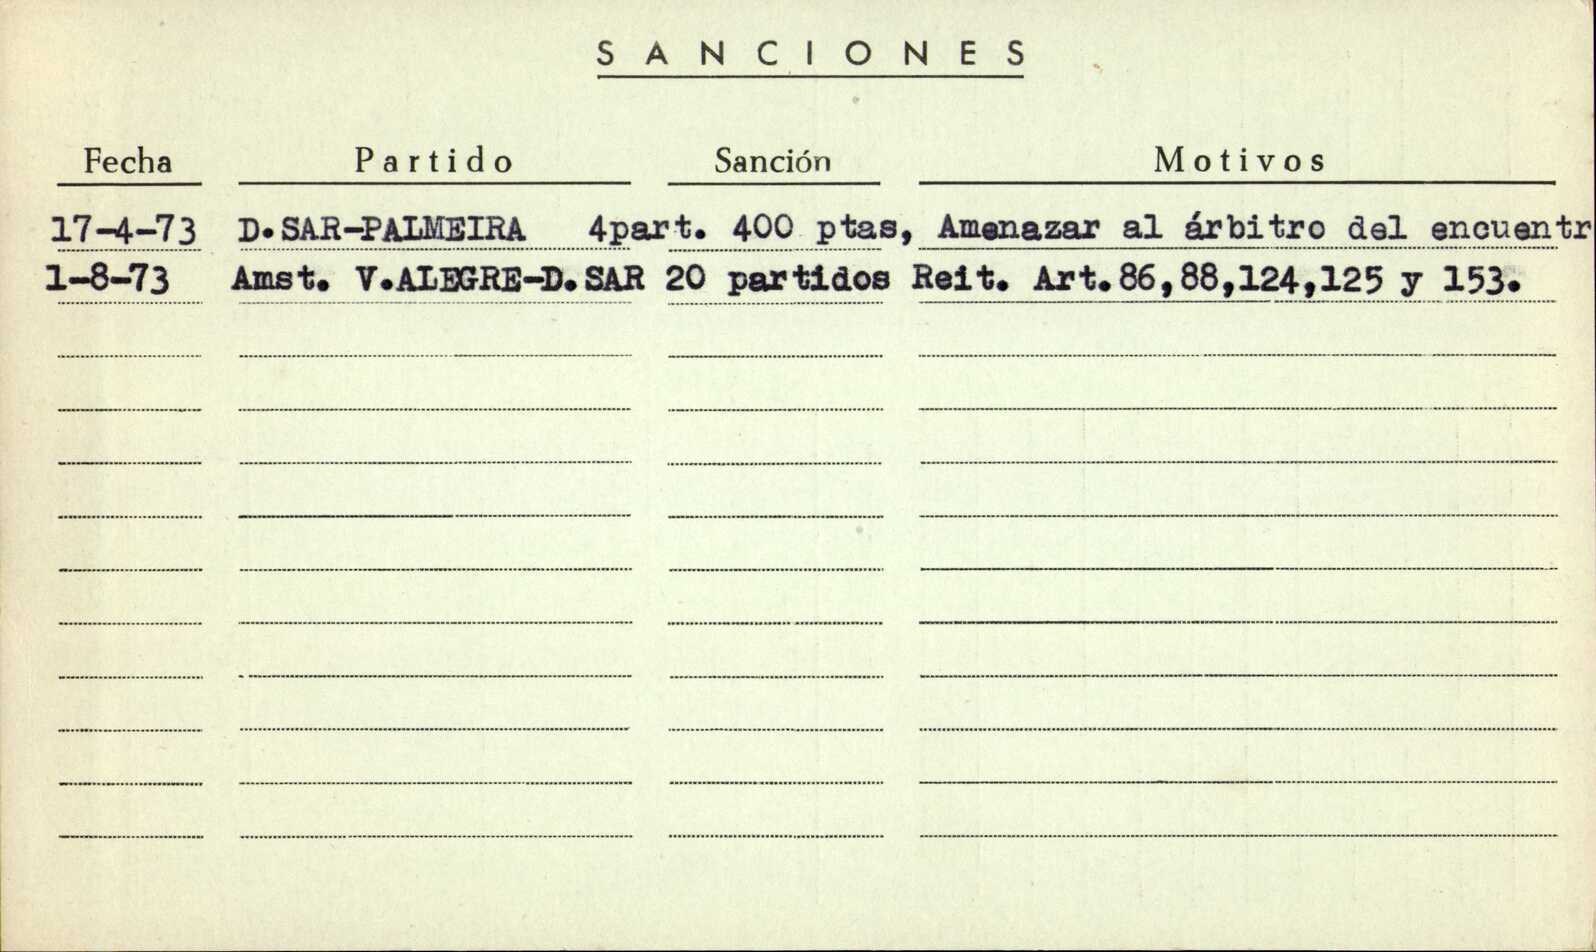 SANCIONES
Fecha Partido Sanción Motivos
17-4-73 D.SAR-PALMEIRA 4part. 400 ptas, Amenazar al árbitro del encuentr
1-8-73 Amst. V.ALEGRE-D.SAR 20 partidos Reit. Art.86,88,124,125 y 153.